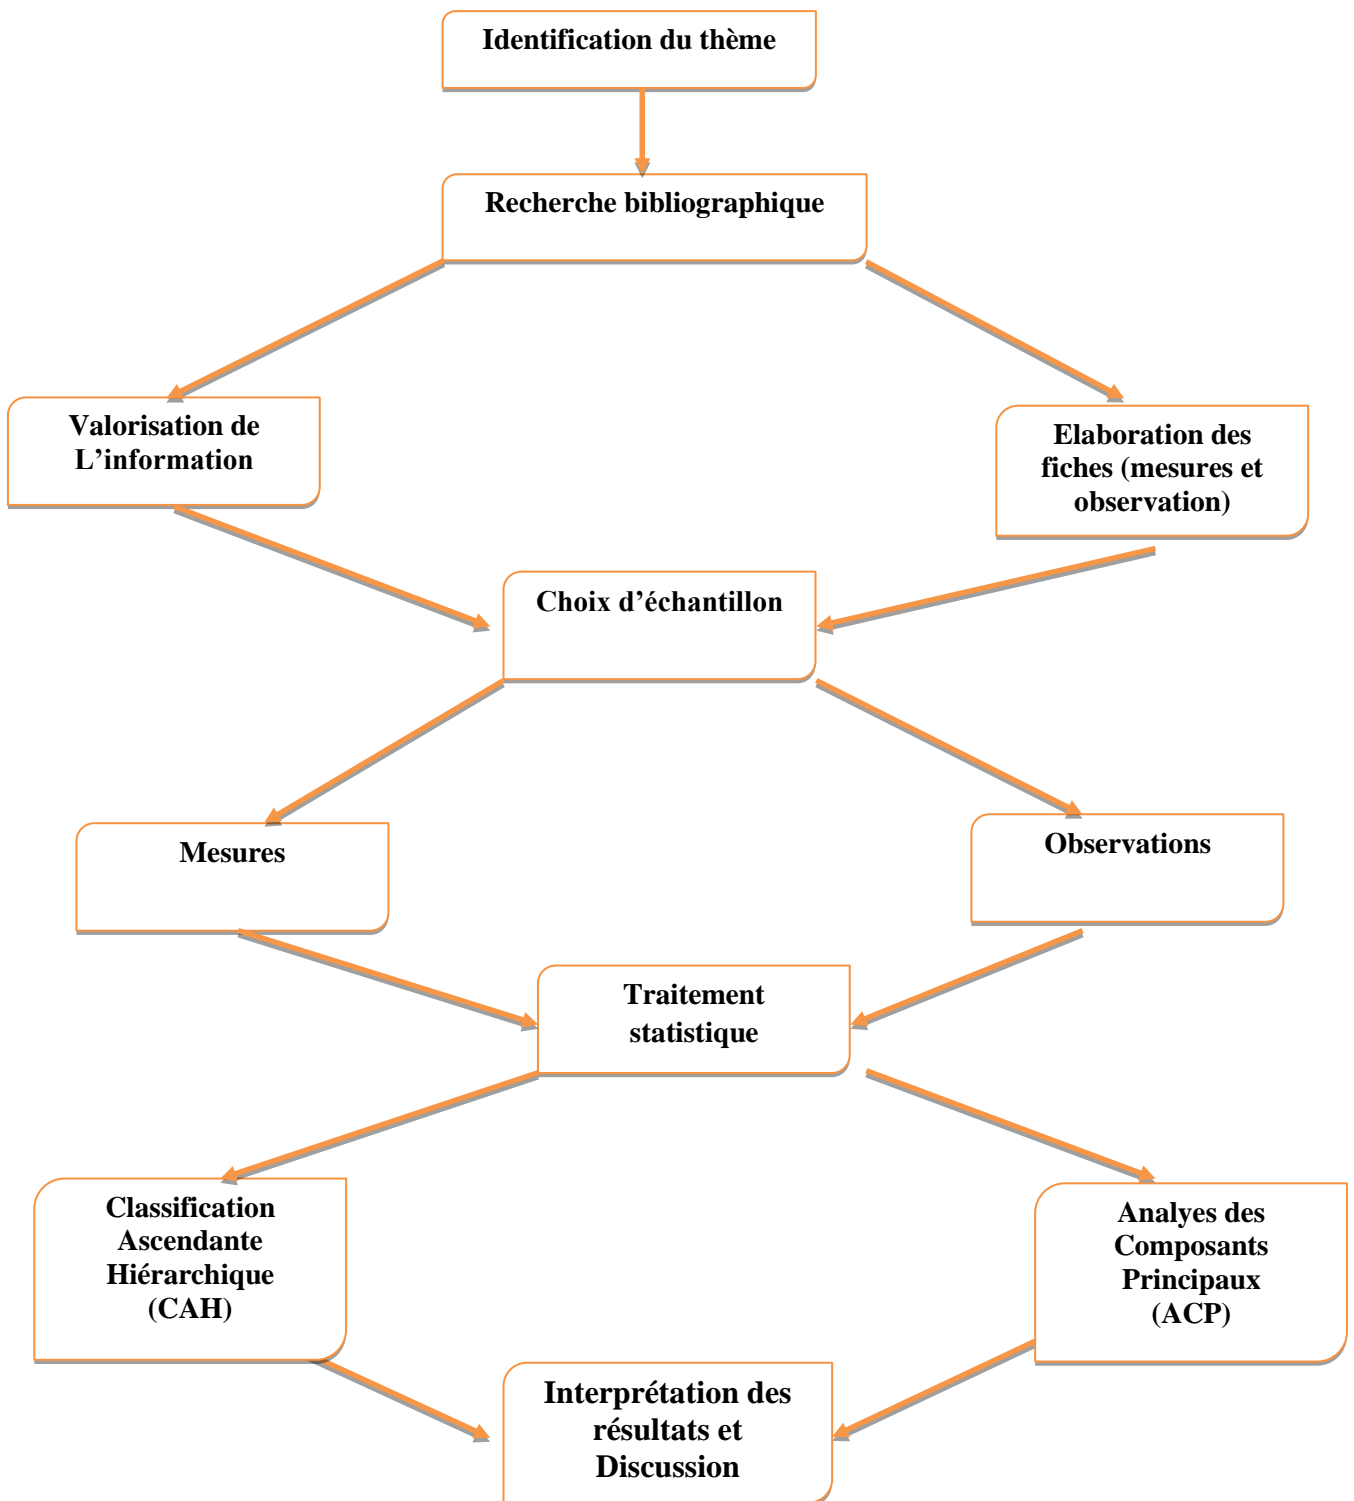 Identification du thème
Recherche bibliographique
Valorisation de
L’information
Elaboration des
fiches (mesures et
observation)
Choix d’échantillon
Mesures
Observations
Traitement
statistique
Classification
Ascendante
Hiérarchique
(CAH)
Analyes des
Composants
Principaux
(ACP)
Interprétation des
résultats et
Discussion